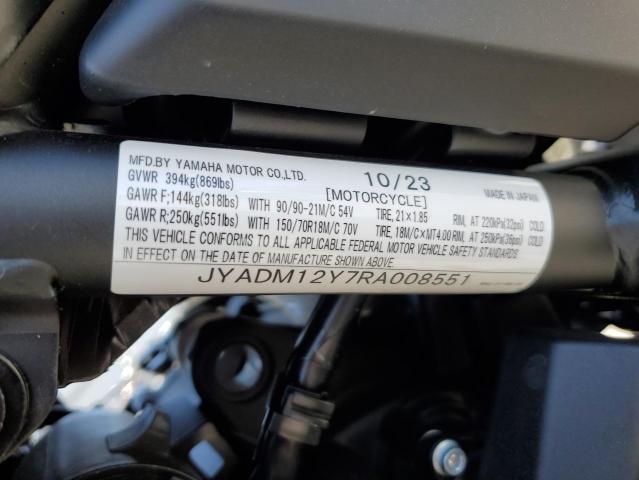 MFD.BY YAMAHA MOTOR CO.,LTD. 10/23 MADE IN JAPAN
GVWR 394kg(869lbs) [MOTORCYCLE]
GAWR F;144kg(318lbs) WITH 90/90-21M/C 54V TIRE, 21×1.85 RIM, AT 220kPa(32psi) COLD
GAWR R;250kg(551lbs) WITH 150/70R18M/C 70V TIRE, 18M/C×MT4.00 RIM, AT 250kPa(36psi) COLD
THIS VEHICLE CONFORMS TO ALL APPLICABLE FEDERAL MOTOR VEHICLE SAFETY STANDARDS
IN EFFECT ON THE DATE OF MANUFACTURE SHOWN ABOVE
JYADM12Y7RA008551